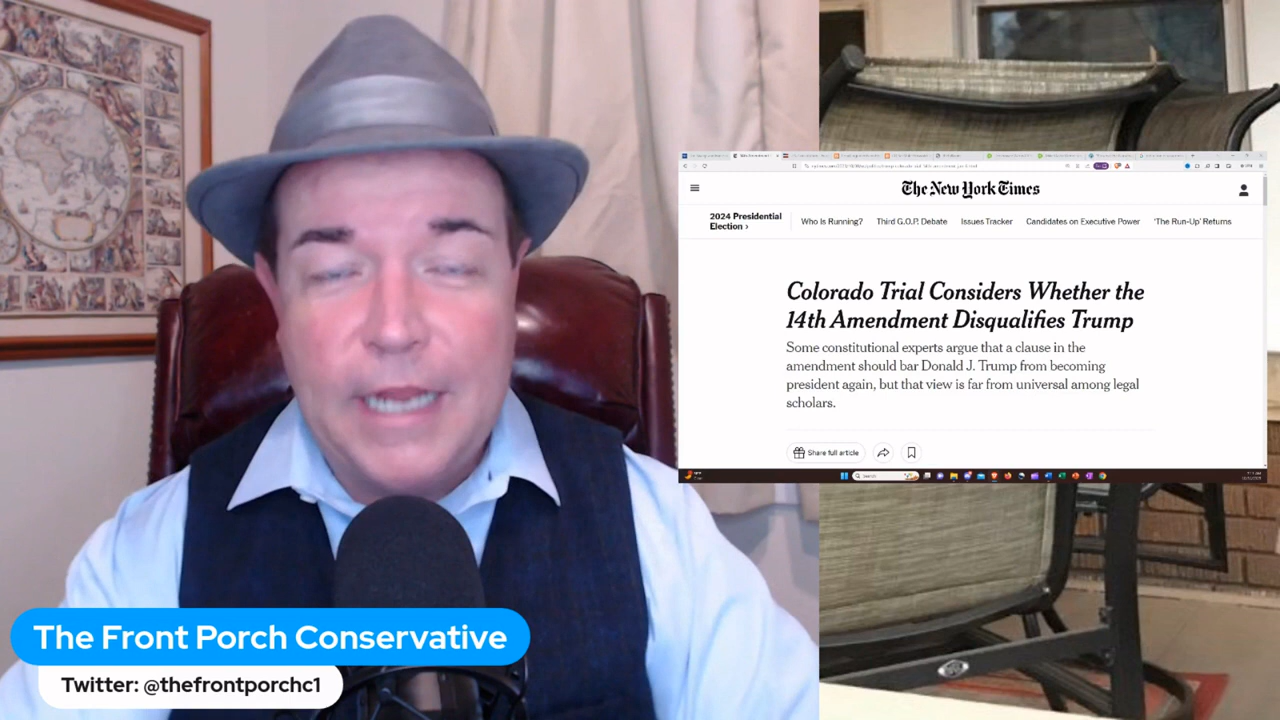 The New York Times
2024 Presidential
Election ›
Who Is Running?
Third G.O.P. Debate
Issues Tracker
Candidates on Executive Power
'The Run-Up' Returns
Colorado Trial Considers Whether the
14th Amendment Disqualifies Trump
Some constitutional experts argue that a clause in the
amendment should bar Donald J. Trump from becoming
president again, but that view is far from universal among legal
scholars.
Share full article
Search
The Front Porch Conservative
Twitter: @thefrontporchc1